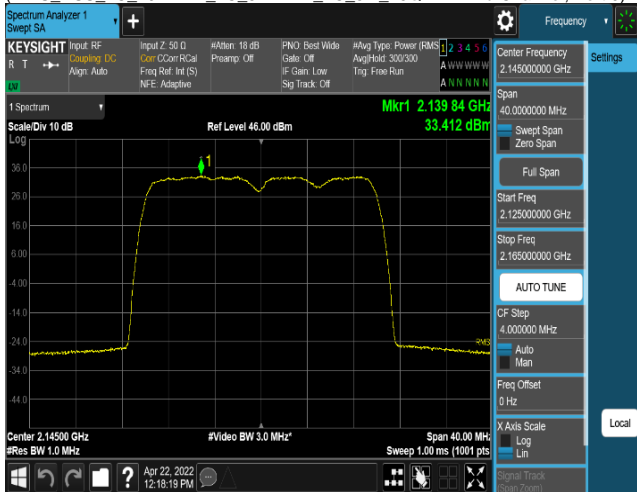 Spectrum Analyzer 1
Swept SA
+
Frequency
KEYSIGHT
R T
LXI
Input: RF
Coupling: DC
Align: Auto
Input Z: 50 Ω
Corr CCorr RCal
Freq Ref: Int (S)
NFE: Adaptive
#Atten: 18 dB
Preamp: Off
PNO: Best Wide
Gate: Off
IF Gain: Low
Sig Track: Off
#Avg Type: Power (RMS
Avg|Hold: 300/300
Trig: Free Run
1 2 3 4 5 6
A W W W W W
A N N N N N
1 Spectrum
Scale/Div 10 dB
Log
Ref Level 46.00 dBm
Mkr1 2.139 84 GHz
33.412 dBm
36.0
26.0
16.0
6.00
-4.00
-14.0
-24.0
-34.0
-44.0
1
RMS
Center 2.14500 GHz
#Res BW 1.0 MHz
#Video BW 3.0 MHz*
Span 40.00 MHz
Sweep 1.00 ms (1001 pts
Center Frequency
2.145000000 GHz
Span
40.0000000 MHz
Swept Span
Zero Span
Full Span
Start Freq
2.125000000 GHz
Stop Freq
2.165000000 GHz
AUTO TUNE
CF Step
4.000000 MHz
Auto
Man
Freq Offset
0 Hz
X Axis Scale
Log
Lin
Signal Track
(Span Zoom)
Settings
Local
?
Apr 22, 2022
12:18:19 PM